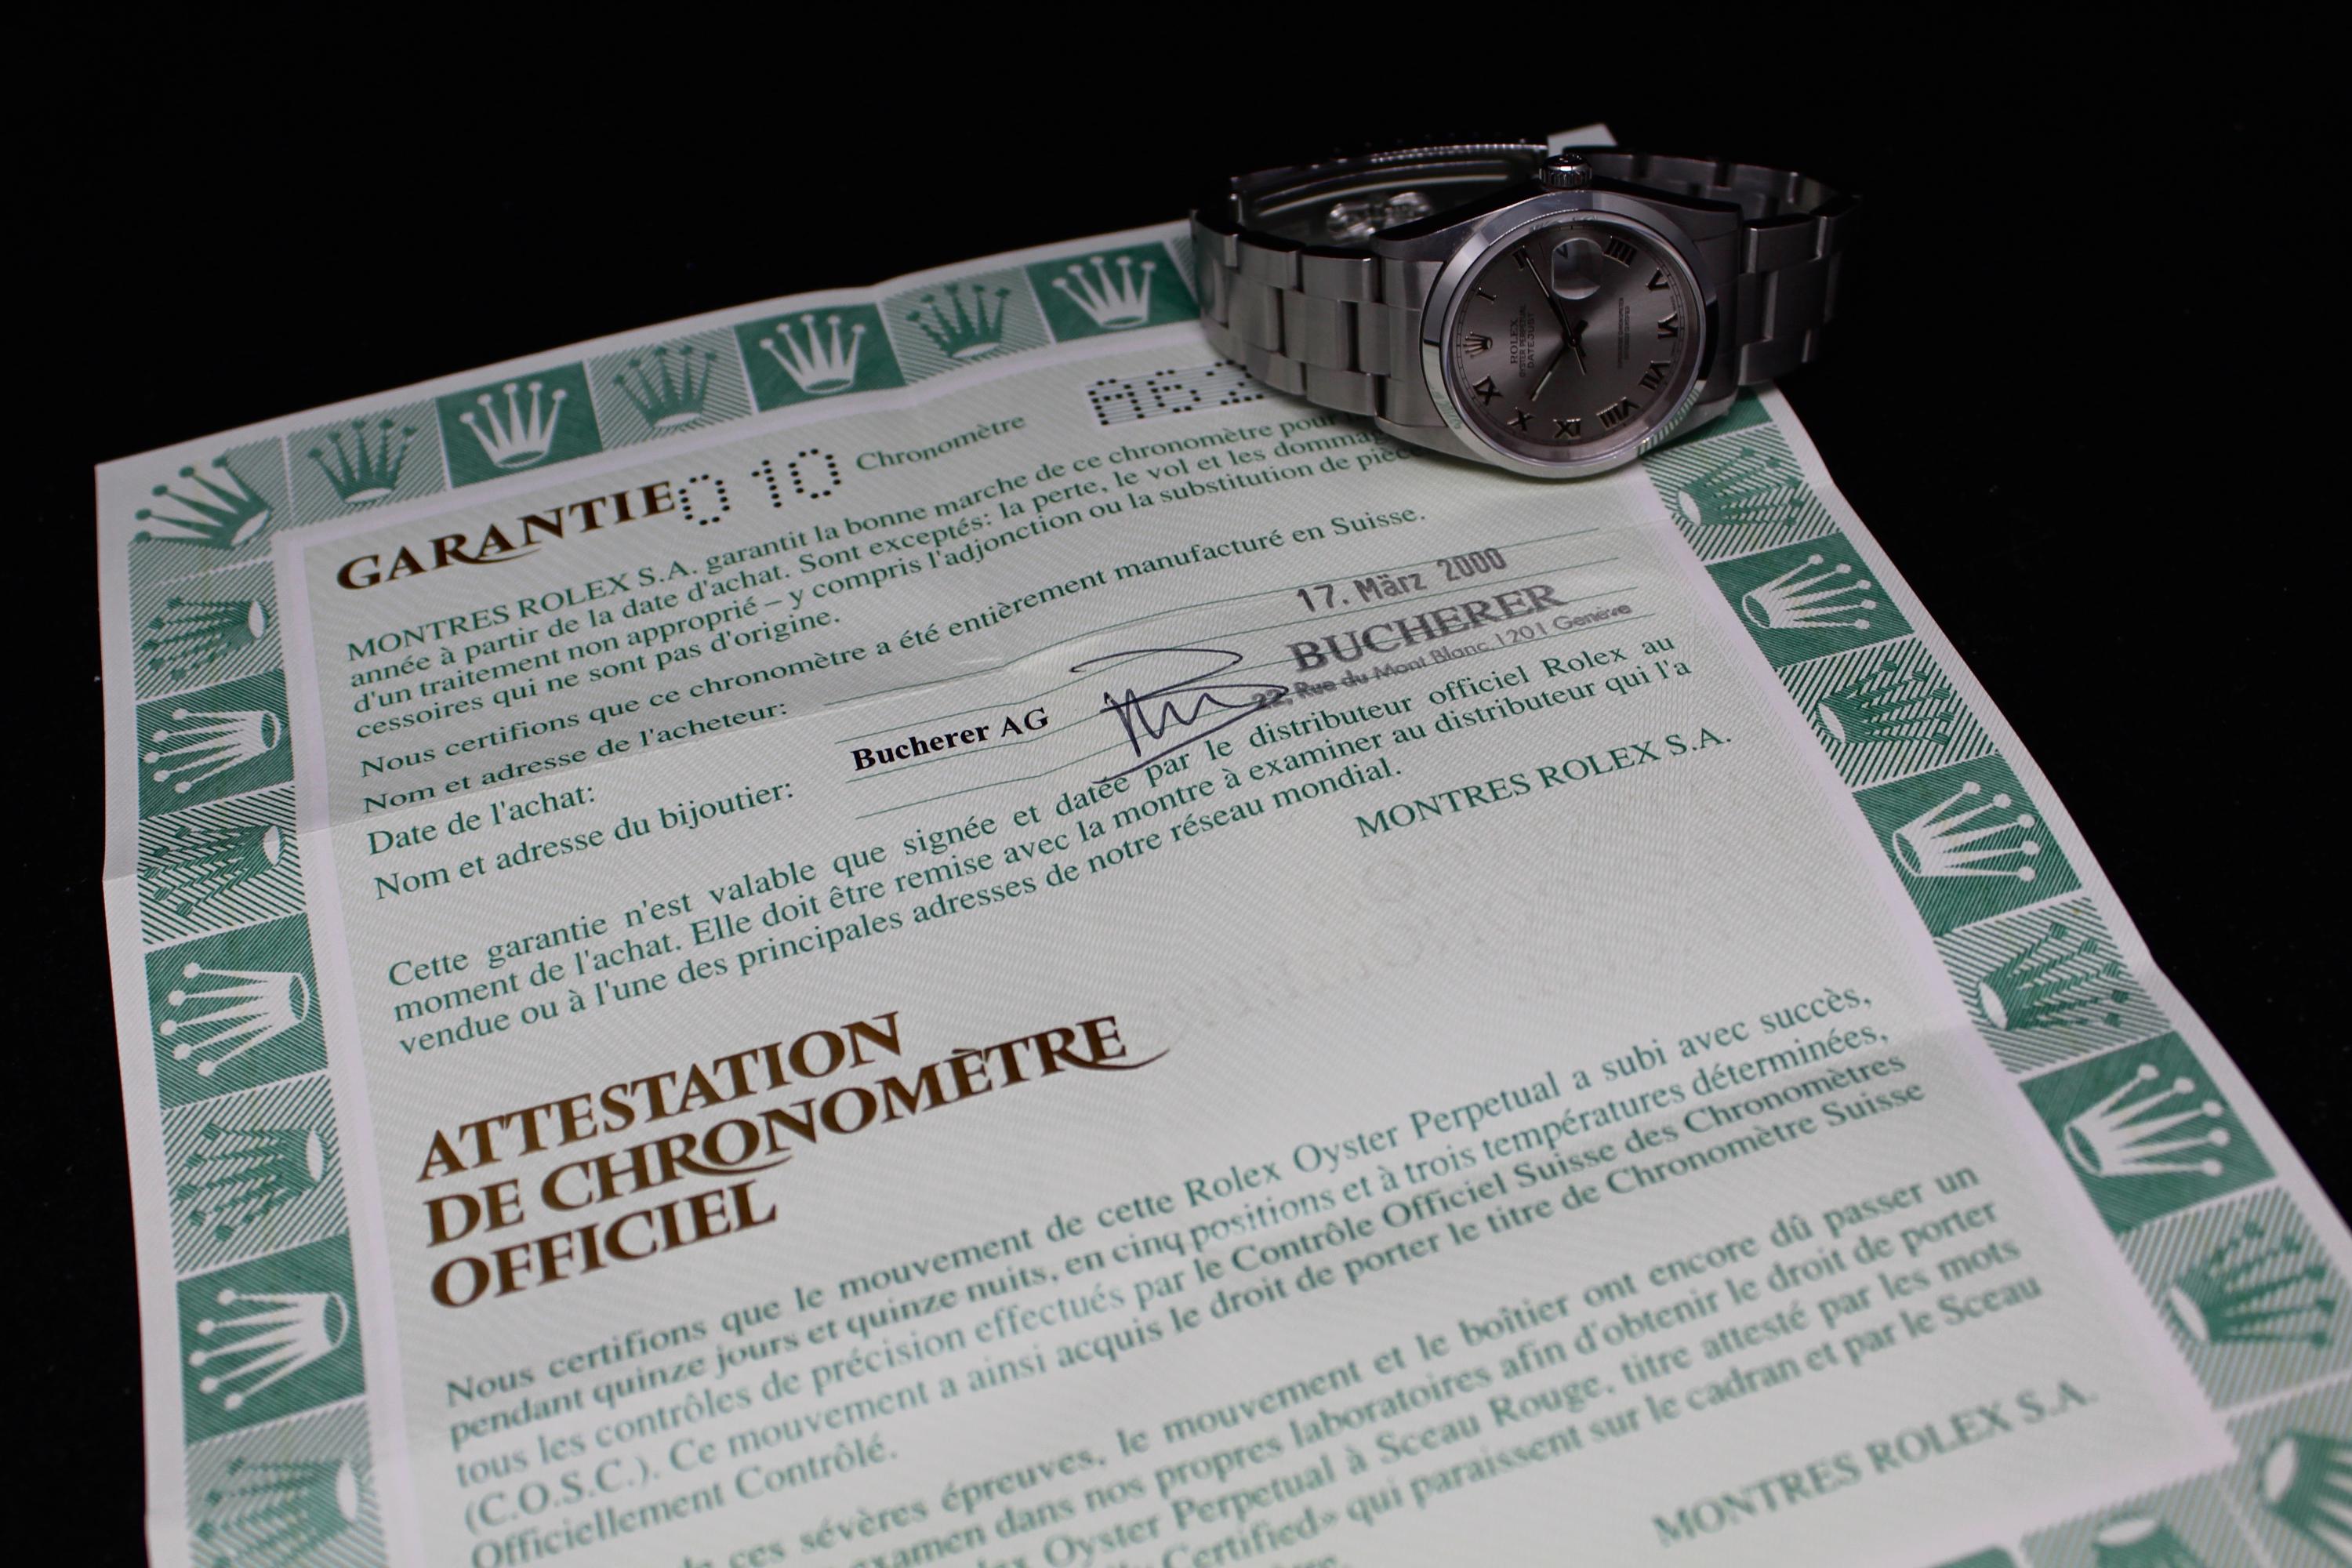 GARANTIE 010 Chronomètre A62
MONTRES ROLEX S.A. garantit la bonne marche de ce chronomètre pour
année à partir de la date d'achat. Sont exceptés: la perte, le vol et les dommag
d'un traitement non approprié – y compris l'adjonction ou la substitution de pièc
cessoires qui ne sont pas d'origine.
Nous certifions que ce chronomètre a été entièrement manufacturé en Suisse.
Nom et adresse de l'acheteur:
Date de l'achat:
17. März 2000
Nom et adresse du bijoutier:
Bucherer AG
BUCHERER
22, Rue du Mont Blanc 1201 Genève
Cette garantie n'est valable que signée et datée par le distributeur officiel Rolex au
moment de l'achat. Elle doit être remise avec la montre à examiner au distributeur qui l'a
vendue ou à l'une des principales adresses de notre réseau mondial.
MONTRES ROLEX S.A.
ATTESTATION
DE CHRONOMÈTRE
OFFICIEL
Nous certifions que le mouvement de cette Rolex Oyster Perpetual a subi avec succès,
pendant quinze jours et quinze nuits, en cinq positions et à trois températures déterminées,
tous les contrôles de précision effectués par le Contrôle Officiel Suisse des Chronomètres
(C.O.S.C.). Ce mouvement a ainsi acquis le droit de porter le titre de Chronomètre Suisse
Officiellement Contrôlé.
ces sévères épreuves, le mouvement et le boîtier ont encore dû passer un
examen dans nos propres laboratoires afin d'obtenir le droit de porter
Oyster Perpetual à Sceau Rouge, titre attesté par les mots
Certified» qui paraissent sur le cadran et par le Sceau
MONTRES ROLEX S.A.
ROLEX
OYSTER PERPETUAL
DATEJUST
I
II
IIII
V
VI
VII
VIII
IX
X
XI